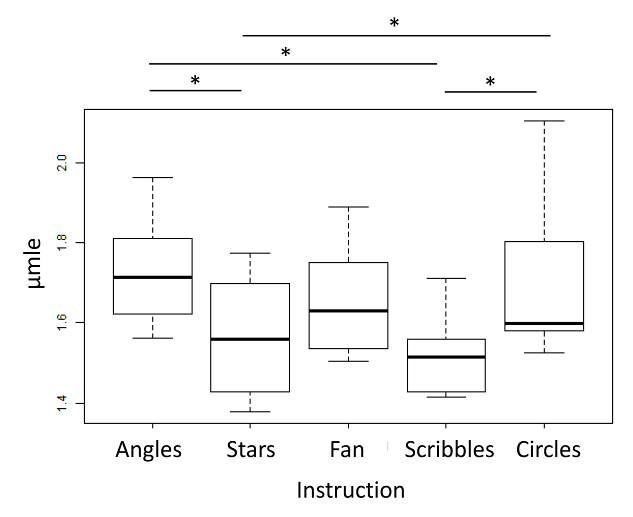 *
*
* *
2.0
1.8
1.6
1.4
µmle
Angles Stars Fan Scribbles Circles
Instruction